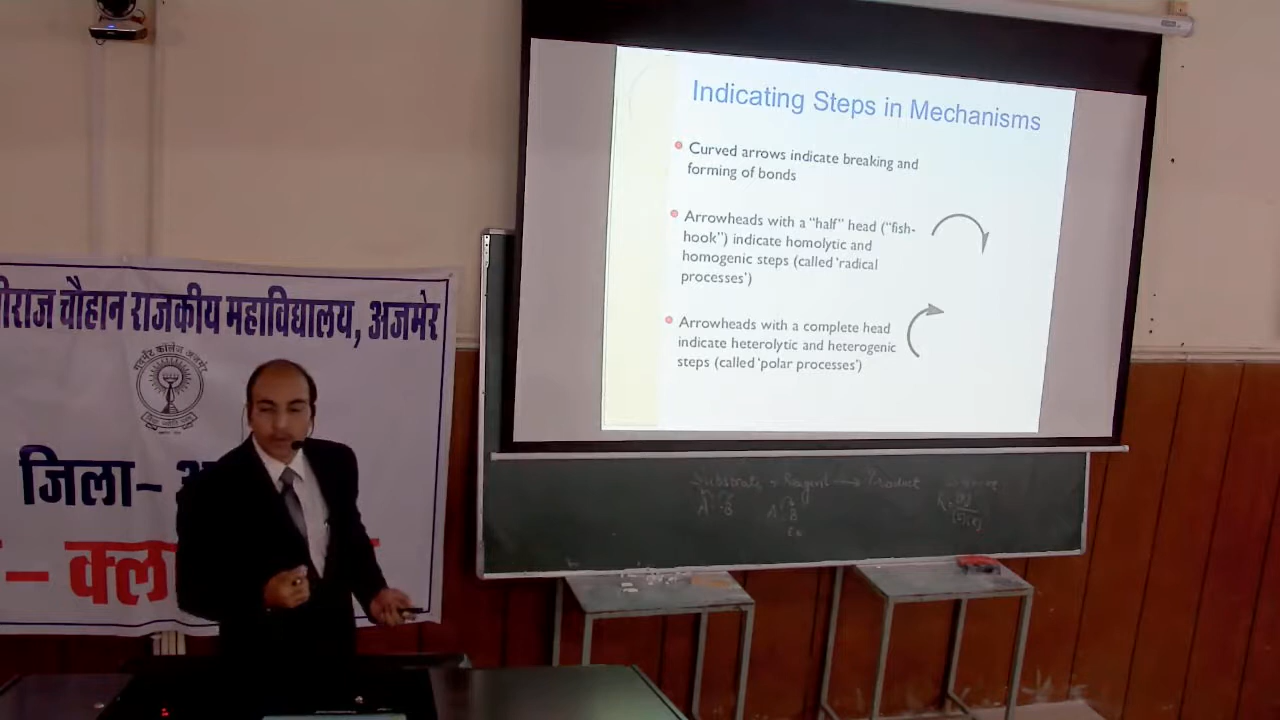 Indicating Steps in Mechanisms
Curved arrows indicate breaking and
forming of bonds
Arrowheads with a "half" head ("fish-
hook") indicate homolytic and
homogenic steps (called 'radical
processes')
Arrowheads with a complete head
indicate heterolytic and heterogenic
steps (called 'polar processes')
चौहान राजकीय महाविद्यालय, अजमेर
जिला–
– क्ल
Substrate + Reagent → Product